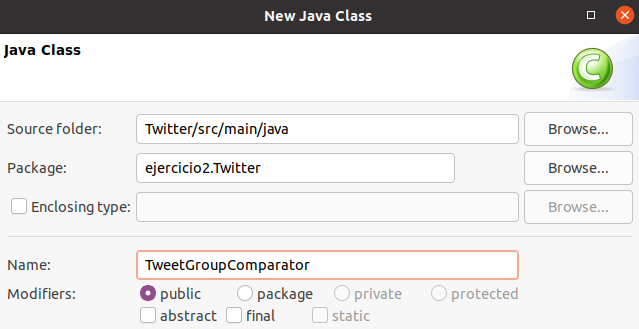 New Java Class
Java Class
Source folder: Twitter/src/main/java Browse...
Package: ejercicio2.Twitter Browse...
Enclosing type: Browse...
Name: TweetGroupComparator
Modifiers: public package private protected
abstract final static